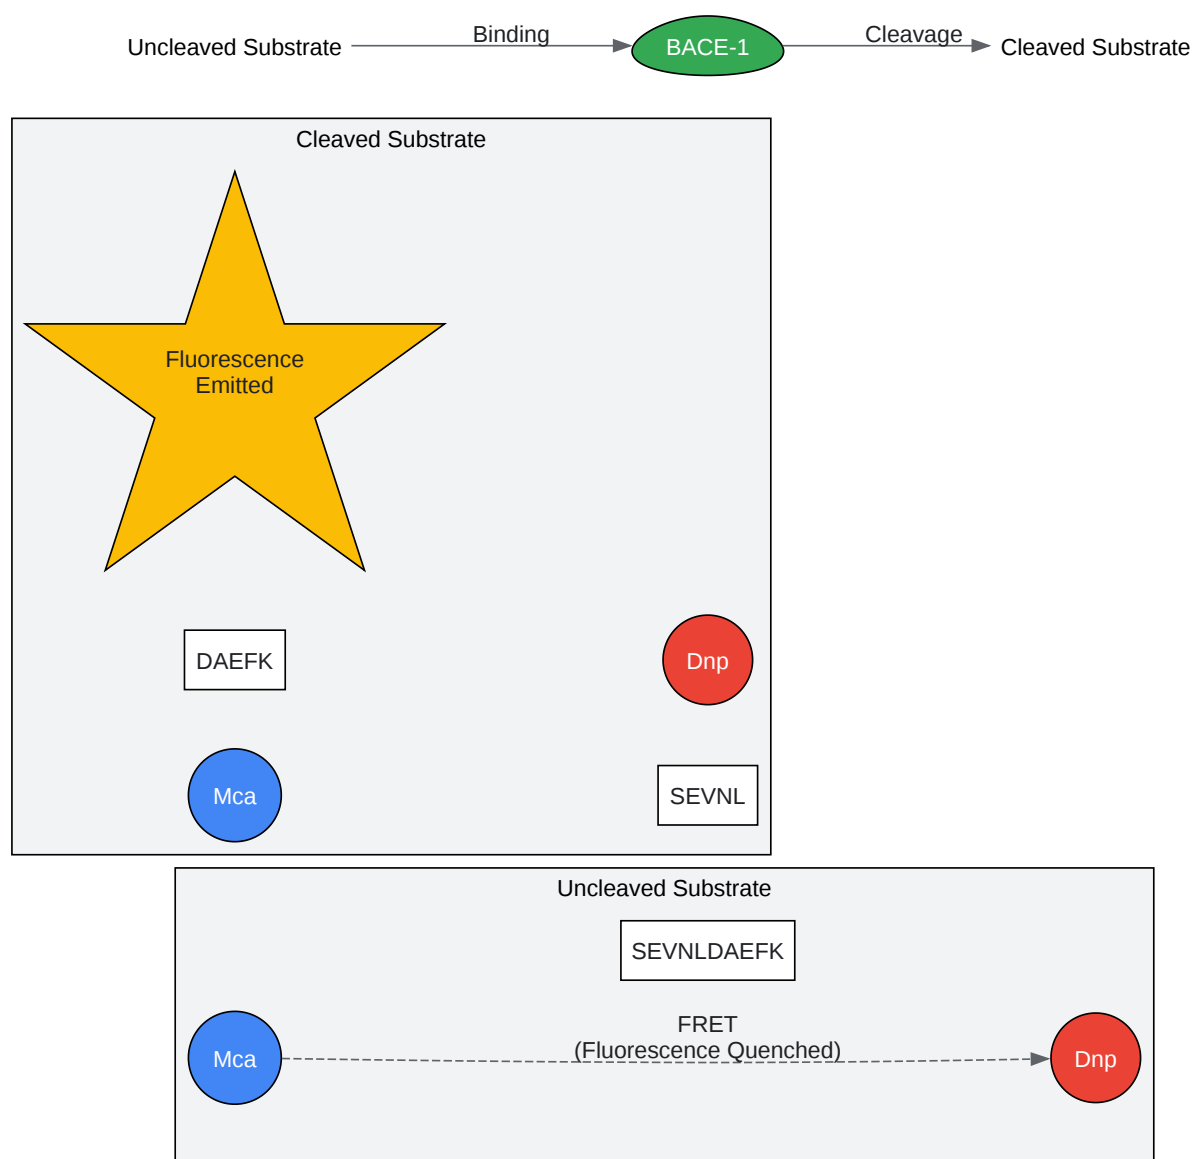 Uncleaved Substrate
Binding
BACE-1
Cleavage
Cleaved Substrate
Cleaved Substrate
Fluorescence
Emitted
DAEFK
Dnp
Mca
SEVNL
Uncleaved Substrate
SEVNLDAEFK
FRET
(Fluorescence Quenched)
Mca
Dnp